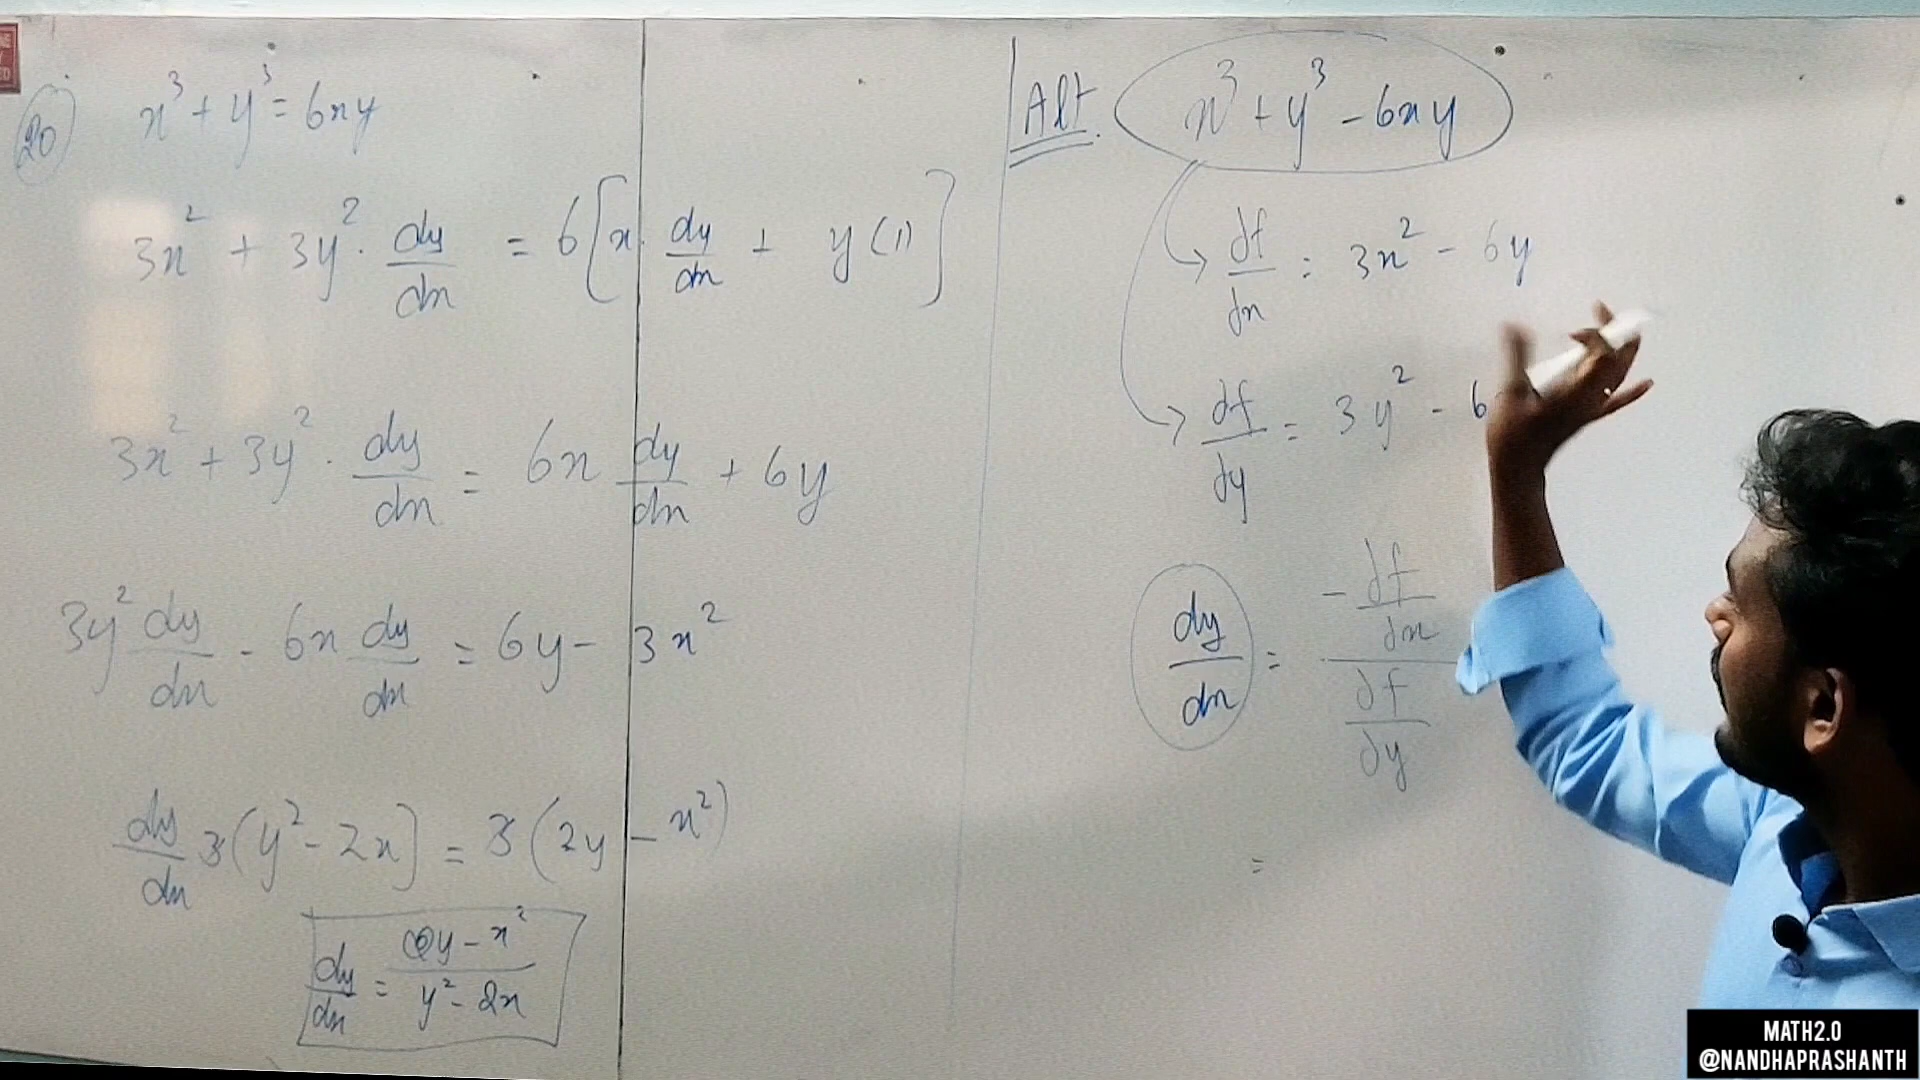 20) x³ + y³ = 6xy
3x² + 3y² · dy/dx = 6[x · dy/dx + y(1)]
3x² + 3y² · dy/dx = 6x dy/dx + 6y
3y² dy/dx - 6x dy/dx = 6y - 3x²
dy/dx 3(y² - 2x) = 3(2y - x²)
dy/dx = (2y - x²)/(y² - 2x)
Alt. x³ + y³ - 6xy
∂f/∂x = 3x² - 6y
∂f/∂y = 3y² - 6
dy/dx = (-∂f/∂x)/(∂f/∂y)
=
MATH2.0
@NANDHAPRASHANTH